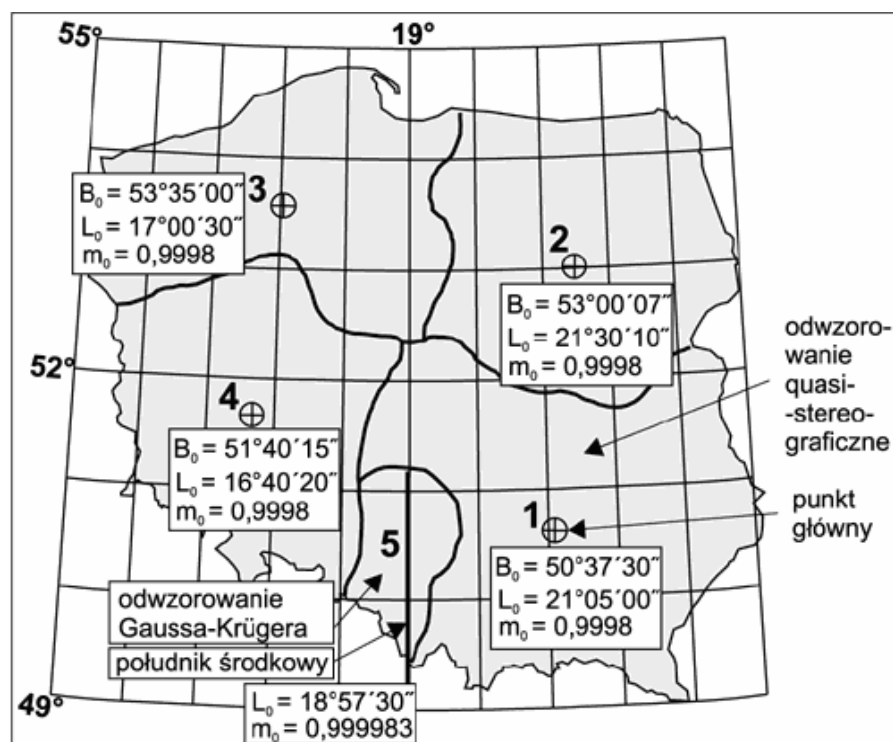 55°
19°
3
B₀ = 53°35´00˝
L₀ = 17°00´30˝
m₀ = 0,9998
2
B₀ = 53°00´07˝
L₀ = 21°30´10˝
m₀ = 0,9998
odwzoro-
wanie
quasi-
-stereo-
graficzne
52°
4
B₀ = 51°40´15˝
L₀ = 16°40´20˝
m₀ = 0,9998
punkt
główny
1
B₀ = 50°37´30˝
L₀ = 21°05´00˝
m₀ = 0,9998
5
odwzorowanie
Gaussa-Krügera
południk środkowy
49°
L₀ = 18°57´30˝
m₀ = 0,999983